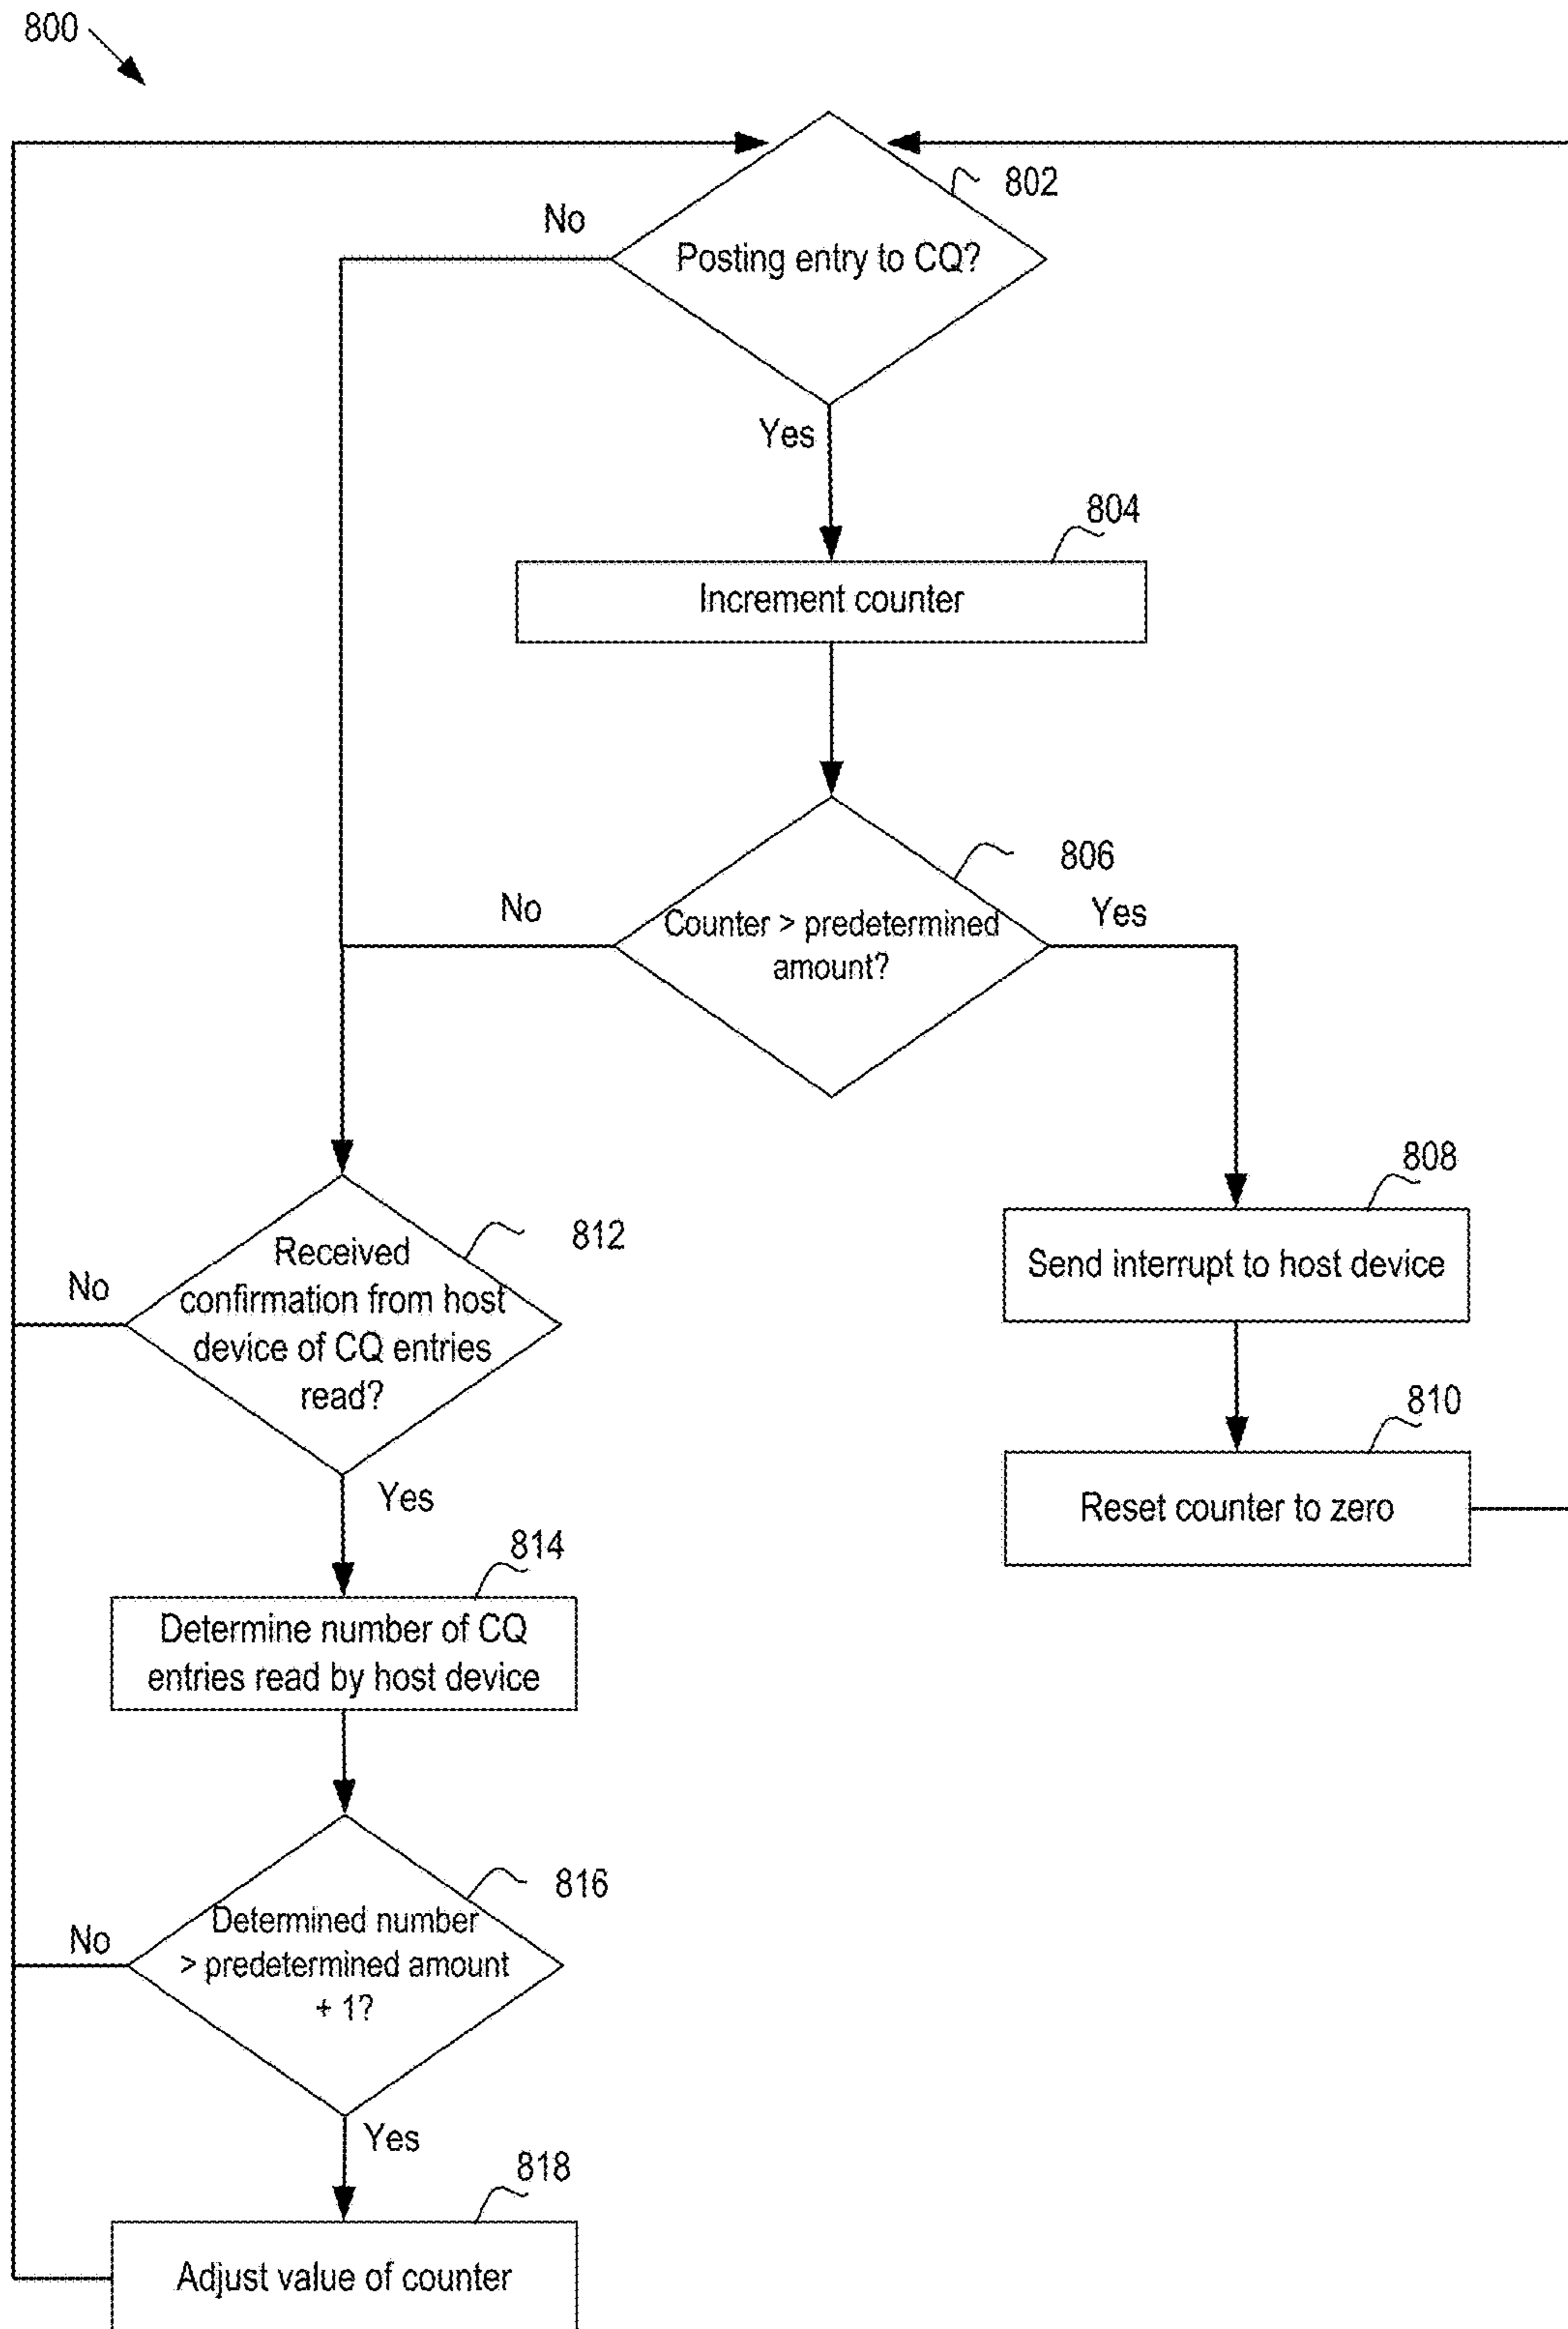 800
802
No
Posting entry to CQ?
Yes
804
Increment counter
806
No
Yes
Counter > predetermined
amount?
808
812
Received
confirmation from host
device of CQ entries
read?
No
Send interrupt to host device
810
Yes
Reset counter to zero
814
Determine number of CQ
entries read by host device
816
No
Determined number
> predetermined amount
+ 1?
Yes
818
Adjust value of counter